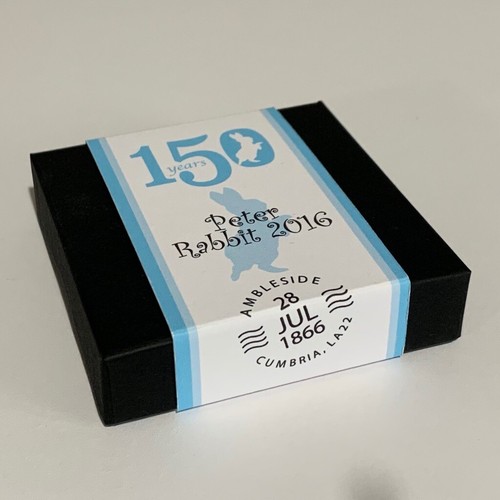 150
years
Peter
Rabbit 2016
AMBLESIDE
28
JUL
1866
CUMBRIA, LA22